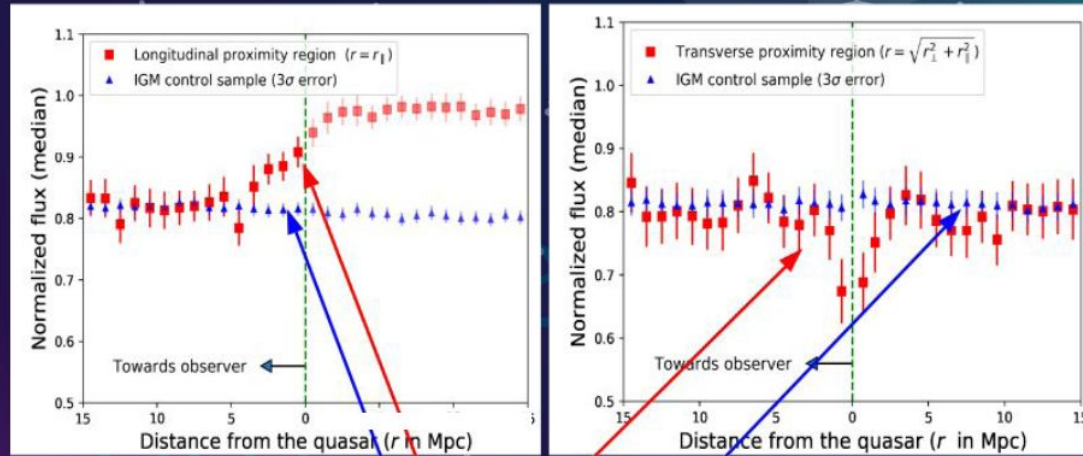 1.1
1.0
0.9
0.8
0.7
0.6
0.5
Normalized flux (median)
Longitudinal proximity region (r = r∥)
IGM control sample (3σ error)
Towards observer
15 10 5 0 5
Distance from the quasar (r in Mpc)
1.1
1.0
0.9
0.8
0.7
0.6
0.5
Normalized flux (median)
Transverse proximity region (r = √r⊥² + r∥²)
IGM control sample (3σ error)
Towards observer
15 10 5 0 5 10 15
Distance from the quasar (r in Mpc)